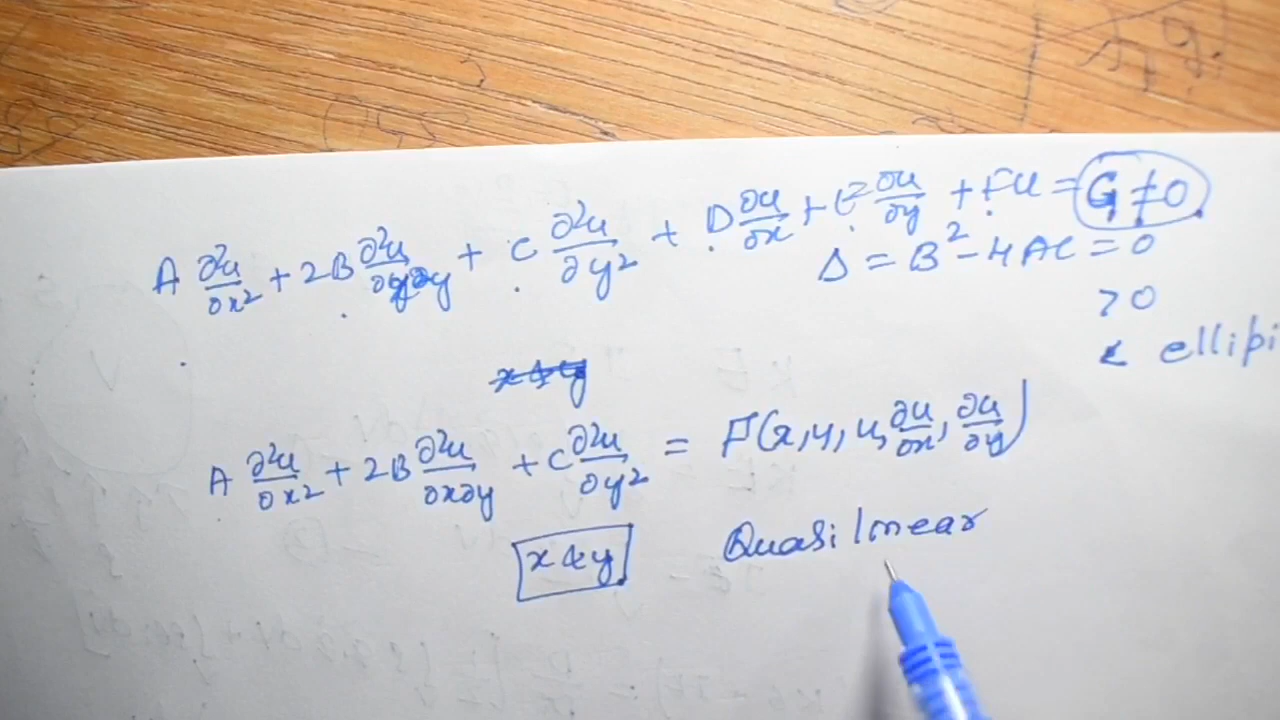 A ∂²u/∂x² + 2B ∂²u/∂x∂y + C ∂²u/∂y² + D ∂u/∂x + E ∂u/∂y + Fu = G ≠ 0
Δ = B² - 4AC = 0
> 0
< ellipi
A ∂²u/∂x² + 2B ∂²u/∂x∂y + C ∂²u/∂y² = F(x, y, u, ∂u/∂x, ∂u/∂y)
x & y
Quasilinear